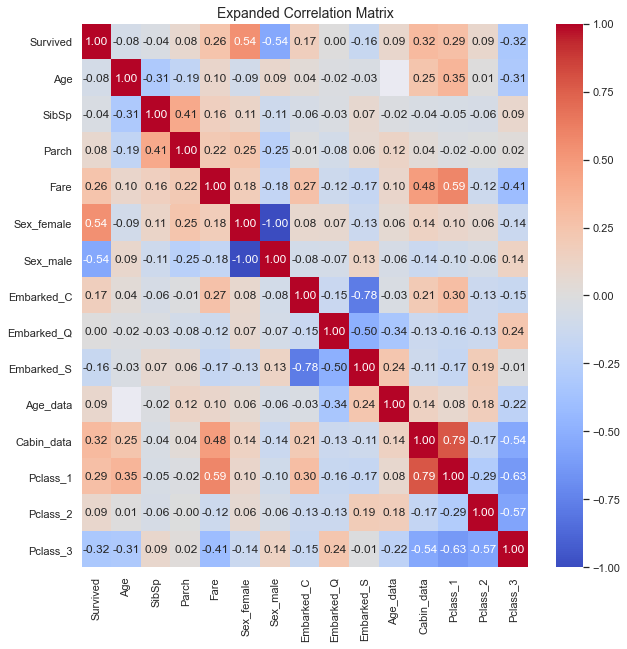 Expanded Correlation Matrix
Survived 1.00 -0.08 -0.04 0.08 0.26 0.54 -0.54 0.17 0.00 -0.16 0.09 0.32 0.29 0.09 -0.32
Age -0.08 1.00 -0.31 -0.19 0.10 -0.09 0.09 0.04 -0.02 -0.03 0.25 0.35 0.01 -0.31
SibSp -0.04 -0.31 1.00 0.41 0.16 0.11 -0.11 -0.06 -0.03 0.07 -0.02 -0.04 -0.05 -0.06 0.09
Parch 0.08 -0.19 0.41 1.00 0.22 0.25 -0.25 -0.01 -0.08 0.06 0.12 0.04 -0.02 -0.00 0.02
Fare 0.26 0.10 0.16 0.22 1.00 0.18 -0.18 0.27 -0.12 -0.17 0.10 0.48 0.59 -0.12 -0.41
Sex_female 0.54 -0.09 0.11 0.25 0.18 1.00 -1.00 0.08 0.07 -0.13 0.06 0.14 0.10 0.06 -0.14
Sex_male -0.54 0.09 -0.11 -0.25 -0.18 -1.00 1.00 -0.08 -0.07 0.13 -0.06 -0.14 -0.10 -0.06 0.14
Embarked_C 0.17 0.04 -0.06 -0.01 0.27 0.08 -0.08 1.00 -0.15 -0.78 -0.03 0.21 0.30 -0.13 -0.15
Embarked_Q 0.00 -0.02 -0.03 -0.08 -0.12 0.07 -0.07 -0.15 1.00 -0.50 -0.34 -0.13 -0.16 -0.13 0.24
Embarked_S -0.16 -0.03 0.07 0.06 -0.17 -0.13 0.13 -0.78 -0.50 1.00 0.24 -0.11 -0.17 0.19 -0.01
Age_data 0.09 -0.02 0.12 0.10 0.06 -0.06 -0.03 -0.34 0.24 1.00 0.14 0.08 0.18 -0.22
Cabin_data 0.32 0.25 -0.04 0.04 0.48 0.14 -0.14 0.21 -0.13 -0.11 0.14 1.00 0.79 -0.17 -0.54
Pclass_1 0.29 0.35 -0.05 -0.02 0.59 0.10 -0.10 0.30 -0.16 -0.17 0.08 0.79 1.00 -0.29 -0.63
Pclass_2 0.09 0.01 -0.06 -0.00 -0.12 0.06 -0.06 -0.13 -0.13 0.19 0.18 -0.17 -0.29 1.00 -0.57
Pclass_3 -0.32 -0.31 0.09 0.02 -0.41 -0.14 0.14 -0.15 0.24 -0.01 -0.22 -0.54 -0.63 -0.57 1.00
Survived
Age
SibSp
Parch
Fare
Sex_female
Sex_male
Embarked_C
Embarked_Q
Embarked_S
Age_data
Cabin_data
Pclass_1
Pclass_2
Pclass_3
1.00
0.75
0.50
0.25
0.00
−0.25
−0.50
−0.75
−1.00